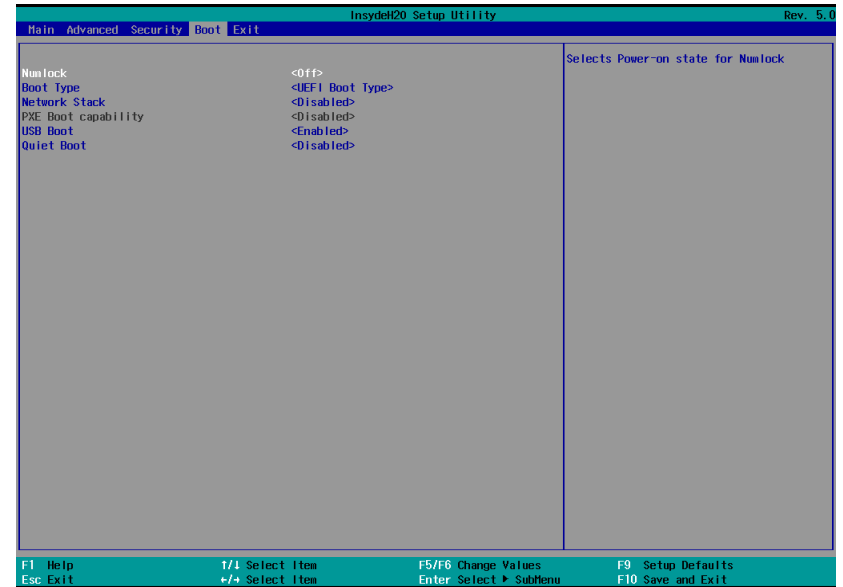 InsydeH20 Setup Utility Rev. 5.0
Main Advanced Security Boot Exit
Selects Power-on state for Numlock
Numlock <Off>
Boot Type <UEFI Boot Type>
Network Stack <Disabled>
PXE Boot capability <Disabled>
USB Boot <Enabled>
Quiet Boot <Disabled>
F1 Help ↑/↓ Select Item F5/F6 Change Values F9 Setup Defaults
Esc Exit ←/→ Select Item Enter Select ▶ SubMenu F10 Save and Exit